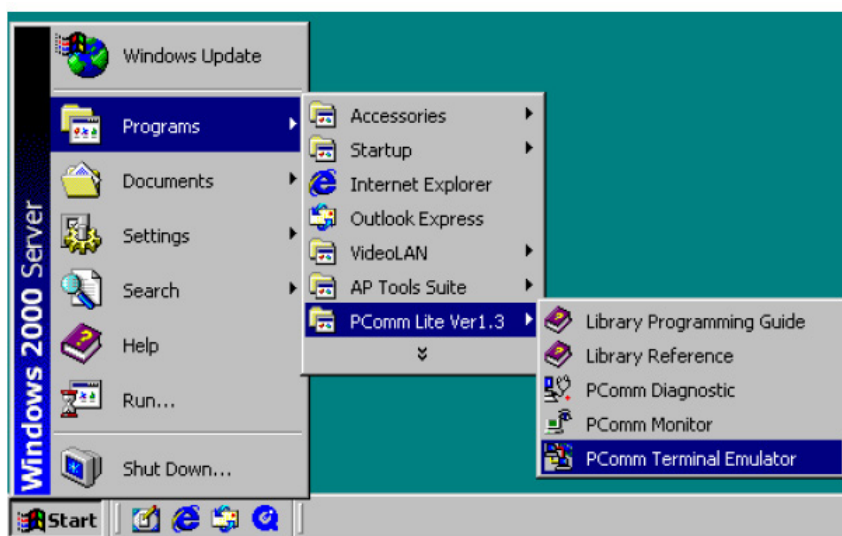 Windows 2000 Server
Windows Update
Programs
Documents
Settings
Search
Help
Run...
Shut Down...
Accessories
Startup
Internet Explorer
Outlook Express
VideoLAN
AP Tools Suite
PComm Lite Ver1.3
Library Programming Guide
Library Reference
PComm Diagnostic
PComm Monitor
PComm Terminal Emulator
Start